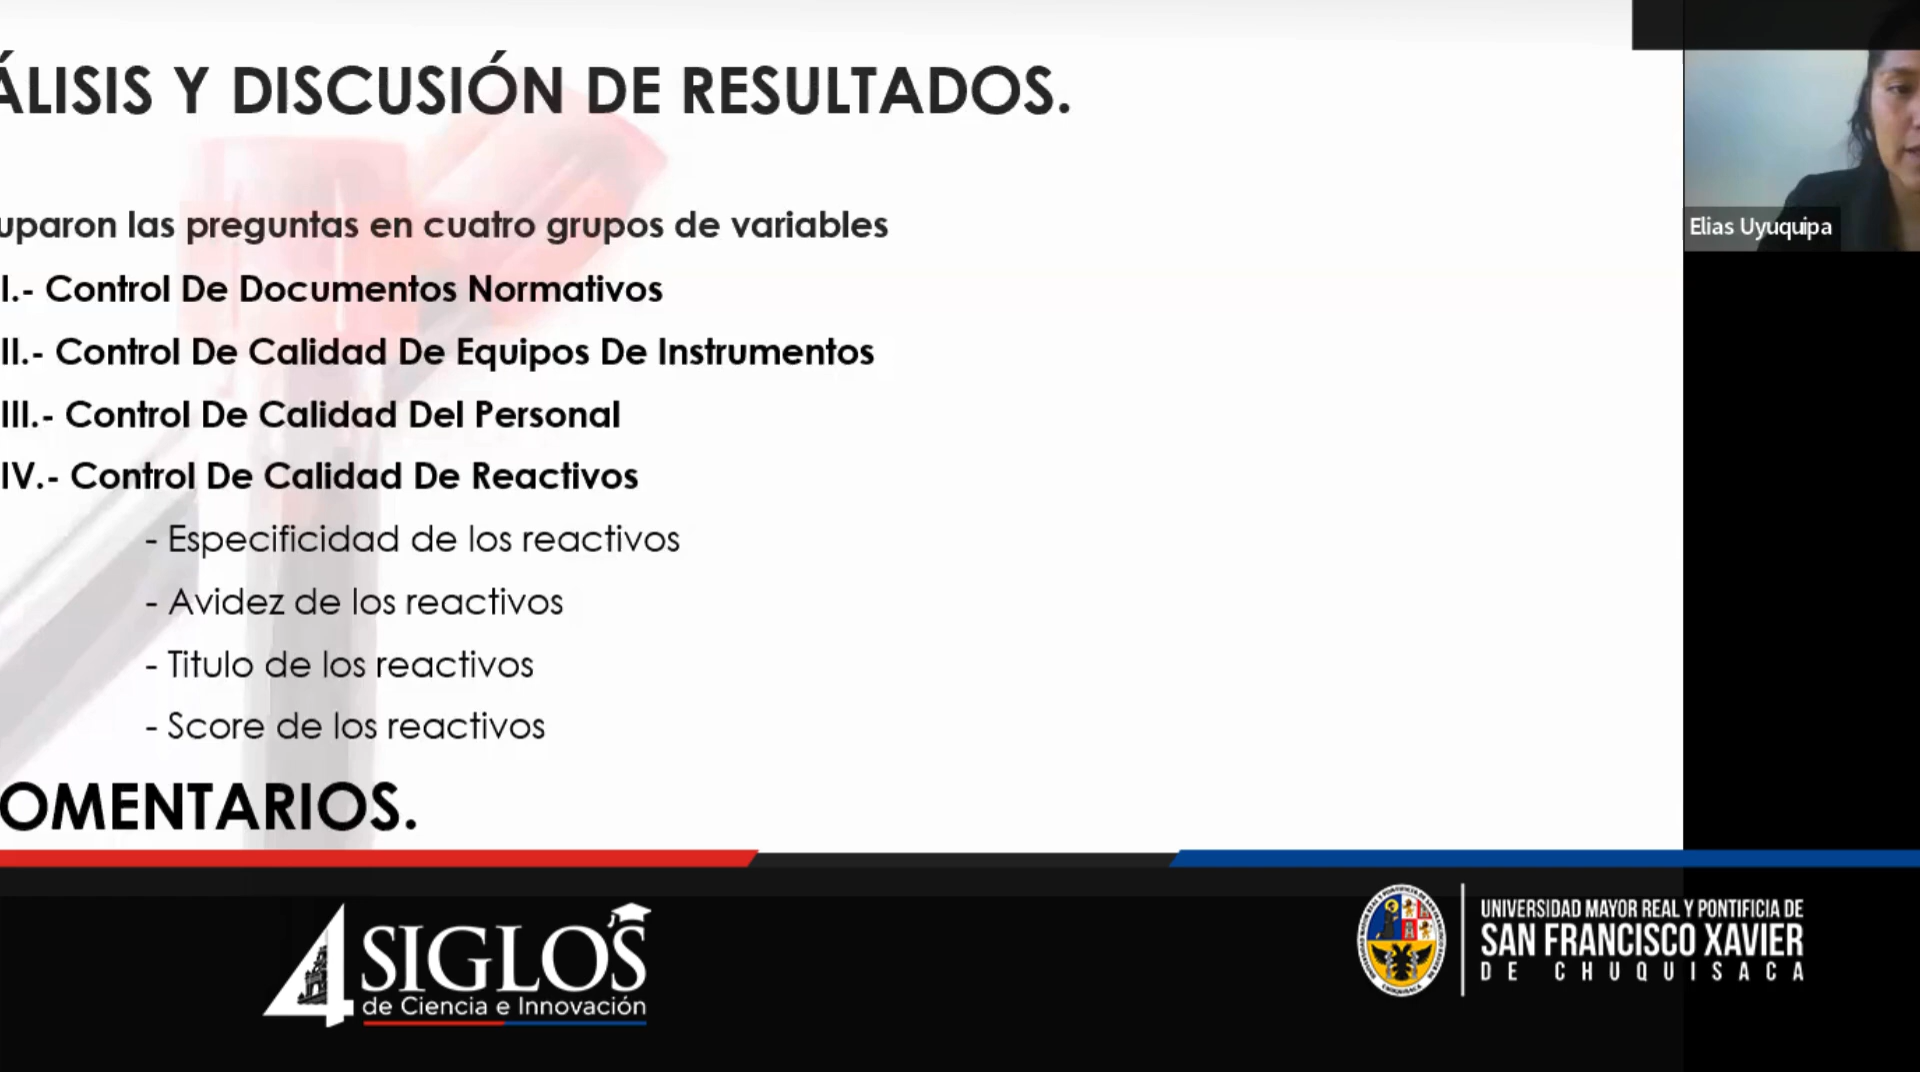 ÁLISIS Y DISCUSIÓN DE RESULTADOS.
uparon las preguntas en cuatro grupos de variables
I.- Control De Documentos Normativos
II.- Control De Calidad De Equipos De Instrumentos
III.- Control De Calidad Del Personal
IV.- Control De Calidad De Reactivos
- Especificidad de los reactivos
- Avidez de los reactivos
- Titulo de los reactivos
- Score de los reactivos
OMENTARIOS.
Elias Uyuquipa
4 SIGLO'S
de Ciencia e Innovación
UNIVERSIDAD MAYOR REAL Y PONTIFICIA DE
SAN FRANCISCO XAVIER
DE CHUQUISACA